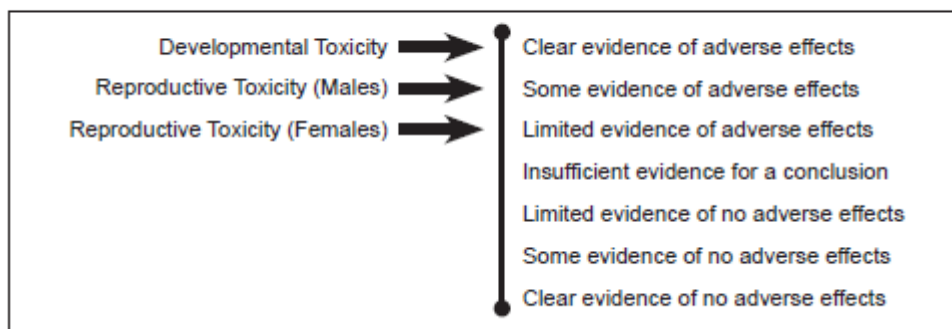 Developmental Toxicity Clear evidence of adverse effects
Reproductive Toxicity (Males) Some evidence of adverse effects
Reproductive Toxicity (Females) Limited evidence of adverse effects
Insufficient evidence for a conclusion
Limited evidence of no adverse effects
Some evidence of no adverse effects
Clear evidence of no adverse effects